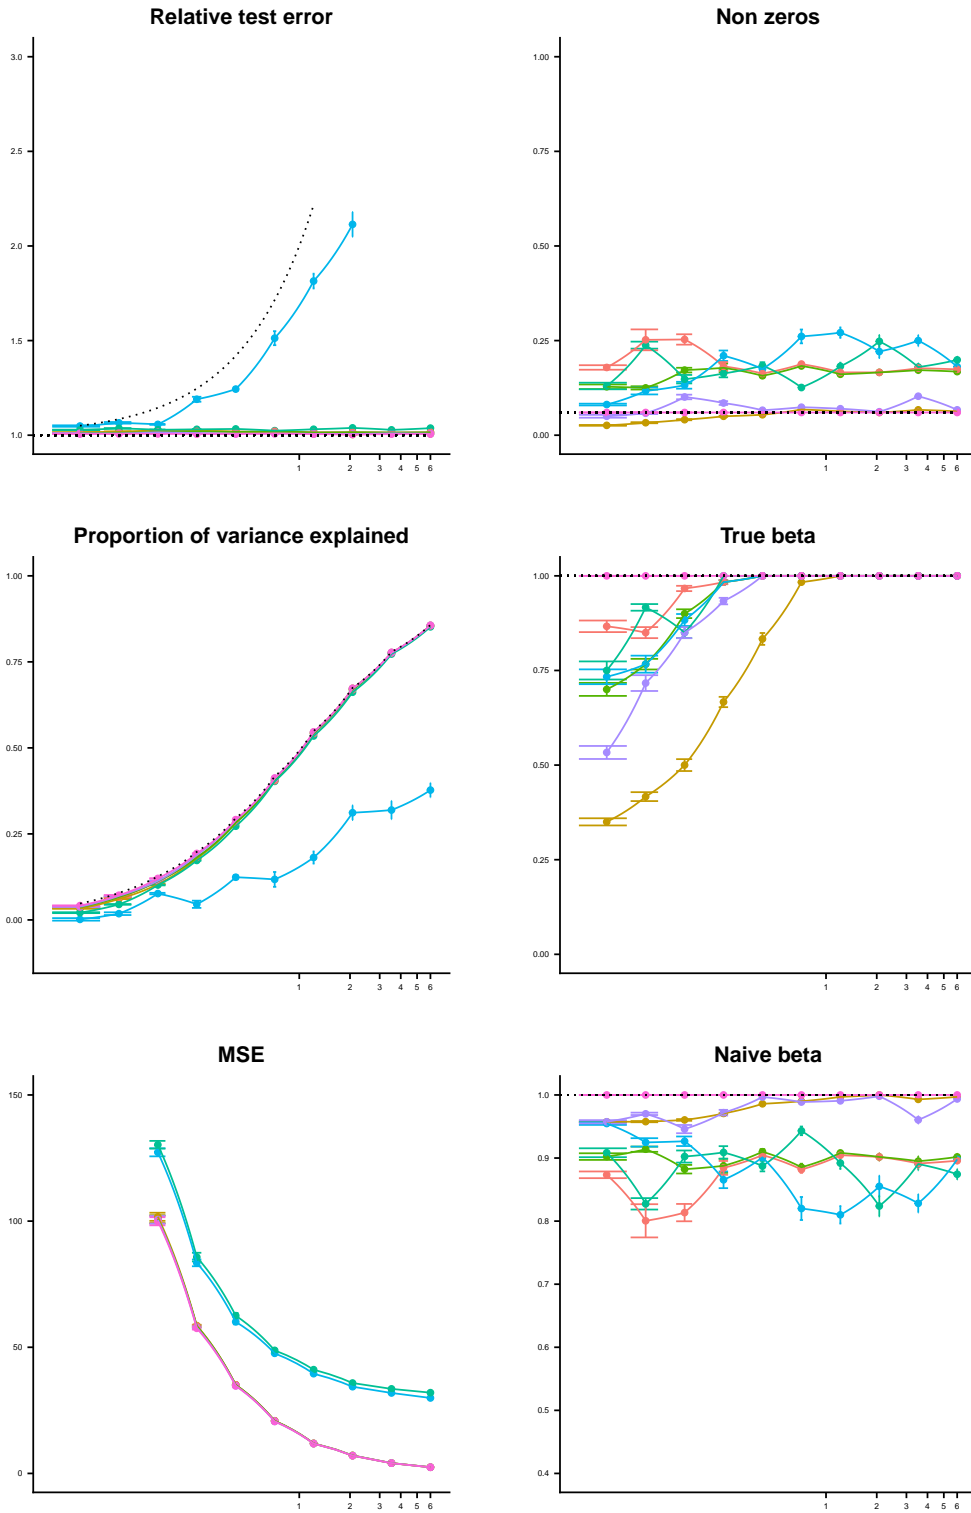 Relative test error
3.0
2.5
2.0
1.5
1.0
1 2 3 4 5 6
Non zeros
1.00
0.75
0.50
0.25
0.00
1 2 3 4 5 6
Proportion of variance explained
1.00
0.75
0.50
0.25
0.00
1 2 3 4 5 6
True beta
1.00
0.75
0.50
0.25
0.00
1 2 3 4 5 6
MSE
150
100
50
0
1 2 3 4 5 6
Naive beta
1.0
0.9
0.8
0.7
0.6
0.5
0.4
1 2 3 4 5 6